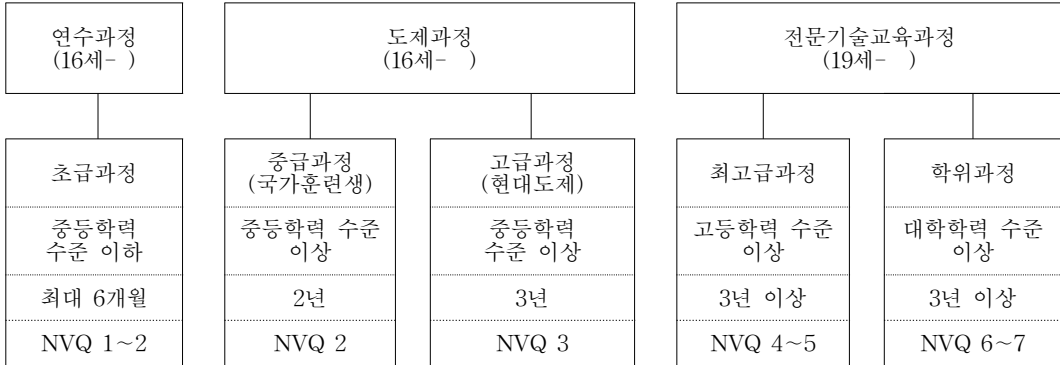 연수과정
(16세- )
도제과정
(16세- )
전문기술교육과정
(19세- )
초급과정
중급과정
(국가훈련생)
고급과정
(현대도제)
최고급과정
학위과정
중등학력
수준 이하
중등학력 수준
이상
중등학력
수준 이상
고등학력 수준
이상
대학학력 수준
이상
최대 6개월
2년
3년
3년 이상
3년 이상
NVQ 1~2
NVQ 2
NVQ 3
NVQ 4~5
NVQ 6~7